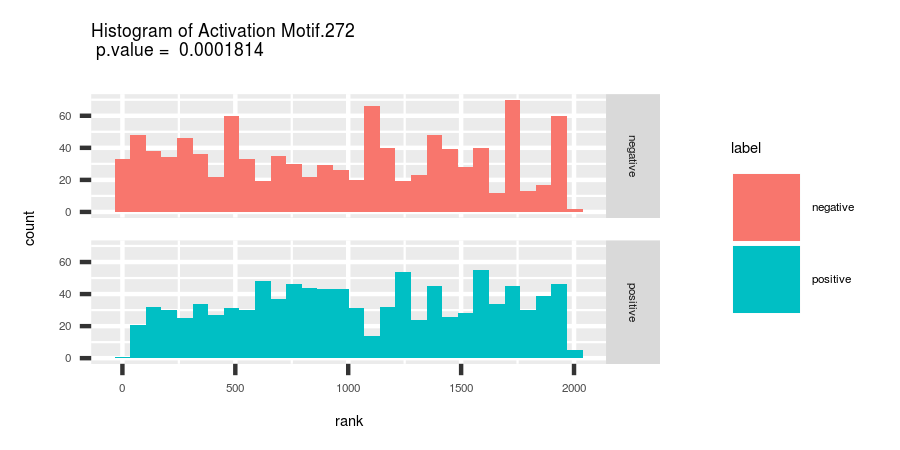 Histogram of Activation Motif.272
p.value = 0.0001814
count
60
40
20
0
negative
60
40
20
0
positive
0 500 1000 1500 2000
rank
label
negative
positive